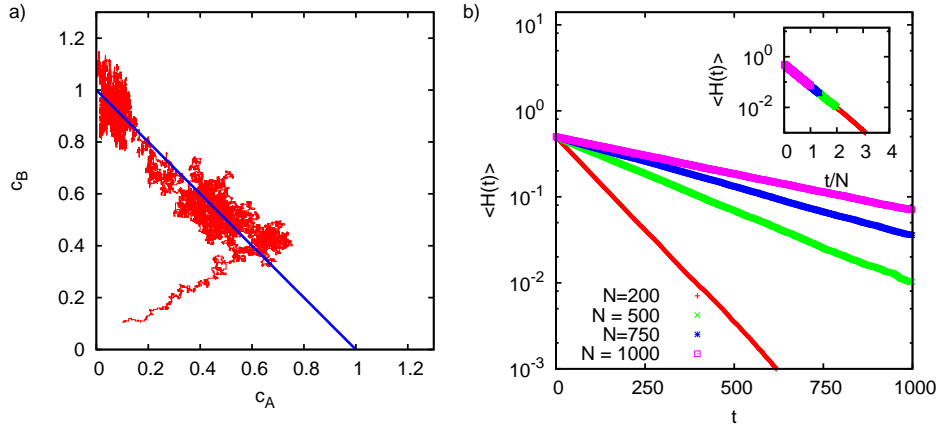 a)
1.2
1
0.8
0.6
0.4
0.2
0
c_B
0 0.2 0.4 0.6 0.8 1 1.2
c_A
b)
10^1
10^0
10^-1
10^-2
10^-3
<H(t)>
0 250 500 750 1000
t
N=200
N = 500
N=750
N = 1000
10^0
10^-2
<H(t)>
0 1 2 3 4
t/N